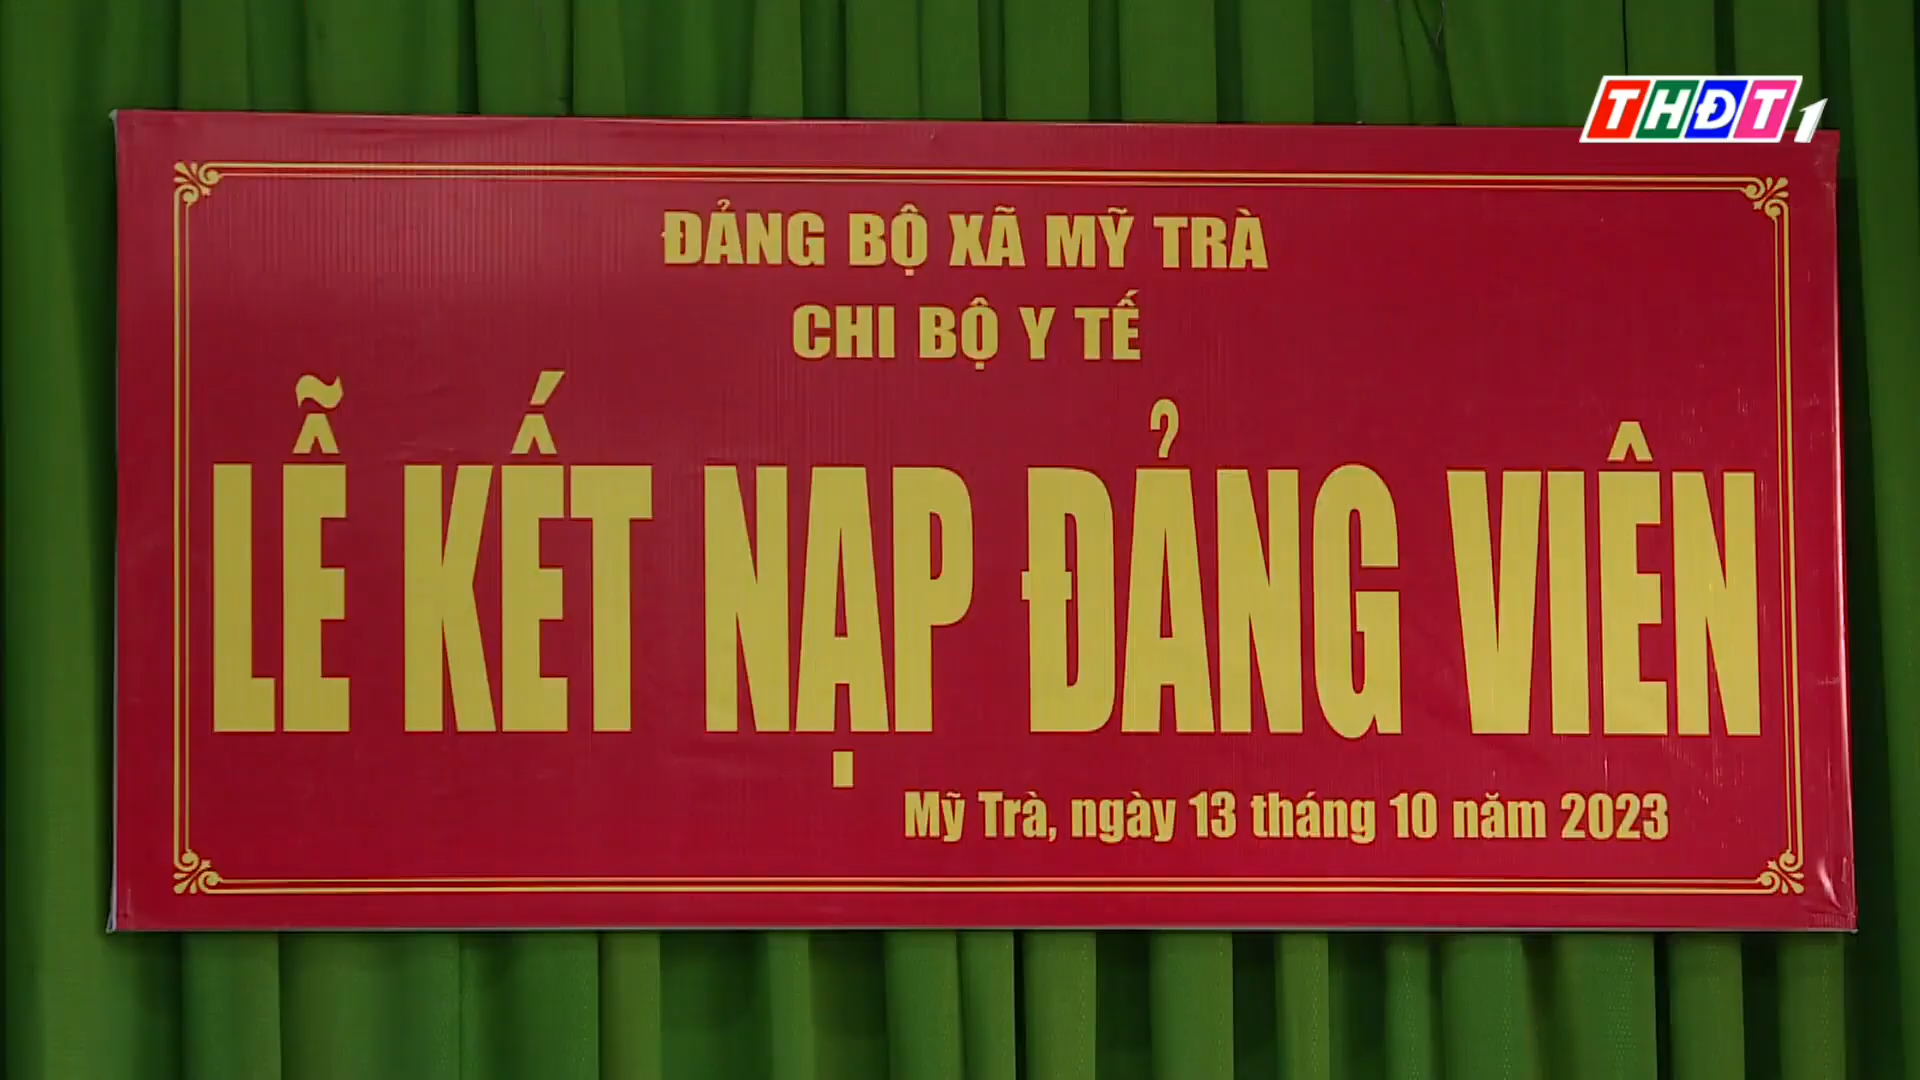 THĐT1
ĐẢNG BỘ XÃ MỸ TRÀ
CHI BỘ Y TẾ
LỄ KẾT NẠP ĐẢNG VIÊN
Mỹ Trà, ngày 13 tháng 10 năm 2023